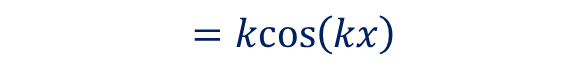 = kcos(kx)